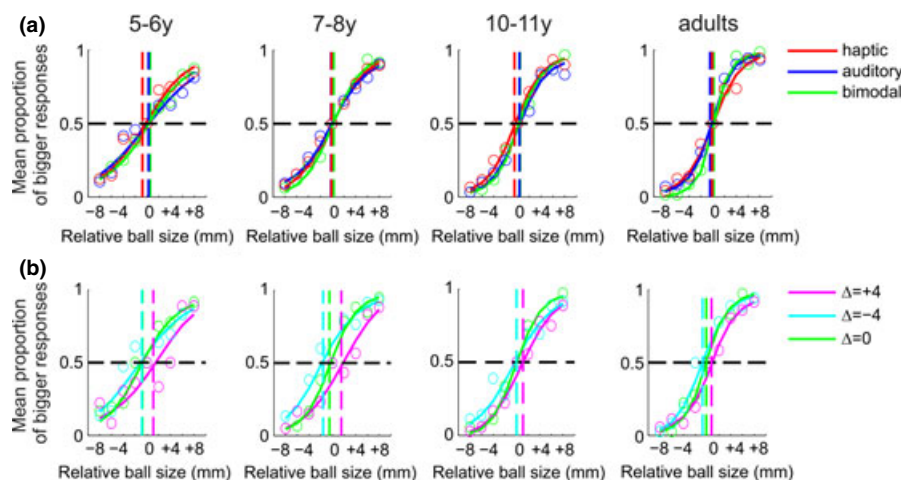 (a)
5-6y 7-8y 10-11y adults
Mean proportion
of bigger responses
1
0.5
0
−8 −4 0 +4 +8
Relative ball size (mm)
1
0.5
0
−8 −4 0 +4 +8
Relative ball size (mm)
1
0.5
0
−8 −4 0 +4 +8
Relative ball size (mm)
1
0.5
0
−8 −4 0 +4 +8
Relative ball size (mm)
haptic
auditory
bimodal
(b)
Mean proportion
of bigger responses
1
0.5
0
−8 −4 0 +4 +8
Relative ball size (mm)
1
0.5
0
−8 −4 0 +4 +8
Relative ball size (mm)
1
0.5
0
−8 −4 0 +4 +8
Relative ball size (mm)
1
0.5
0
−8 −4 0 +4 +8
Relative ball size (mm)
Δ=+4
Δ=−4
Δ=0